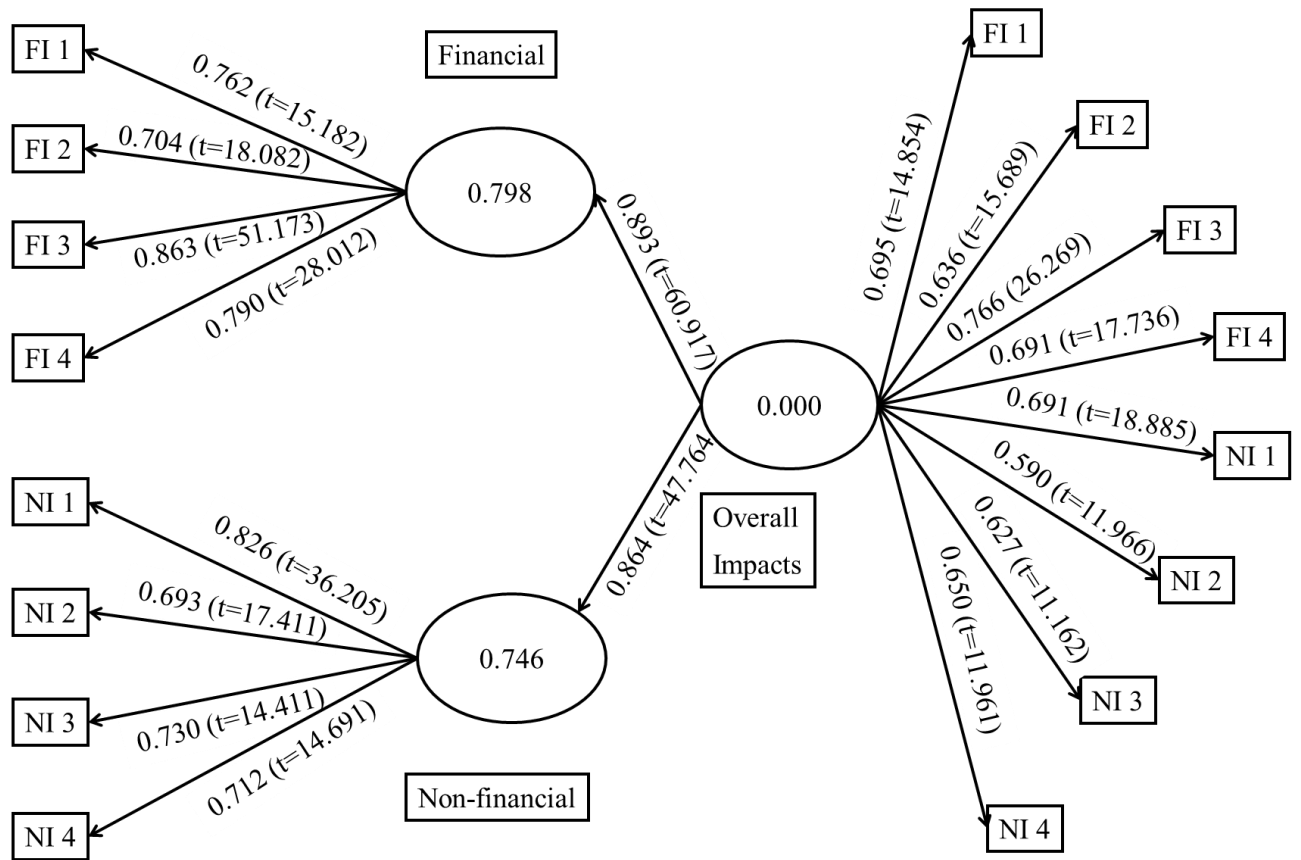 FI 1
FI 2
FI 3
FI 4
0.762 (t=15.182)
0.704 (t=18.082)
0.863 (t=51.173)
0.790 (t=28.012)
Financial
0.798
0.893 (t=60.917)
NI 1
NI 2
NI 3
NI 4
0.826 (t=36.205)
0.693 (t=17.411)
0.730 (t=14.411)
0.712 (t=14.691)
0.746
Non-financial
0.864 (t=47.764
0.000
Overall
Impacts
0.695 (t=14.854)
0.636 (t=15.689)
0.766 (26.269)
0.691 (t=17.736)
0.691 (t=18.885)
0.590 (t=11.966)
0.627 (t=11.162)
0.650 (t=11.961)
FI 1
FI 2
FI 3
FI 4
NI 1
NI 2
NI 3
NI 4